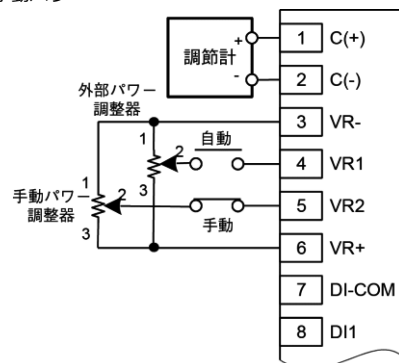 調節計
+
-
外部パワー
調整器
手動パワー
調整器
自動
手動
1
2
3
1
2
3
1 C(+)
2 C(-)
3 VR-
4 VR1
5 VR2
6 VR+
7 DI-COM
8 DI1